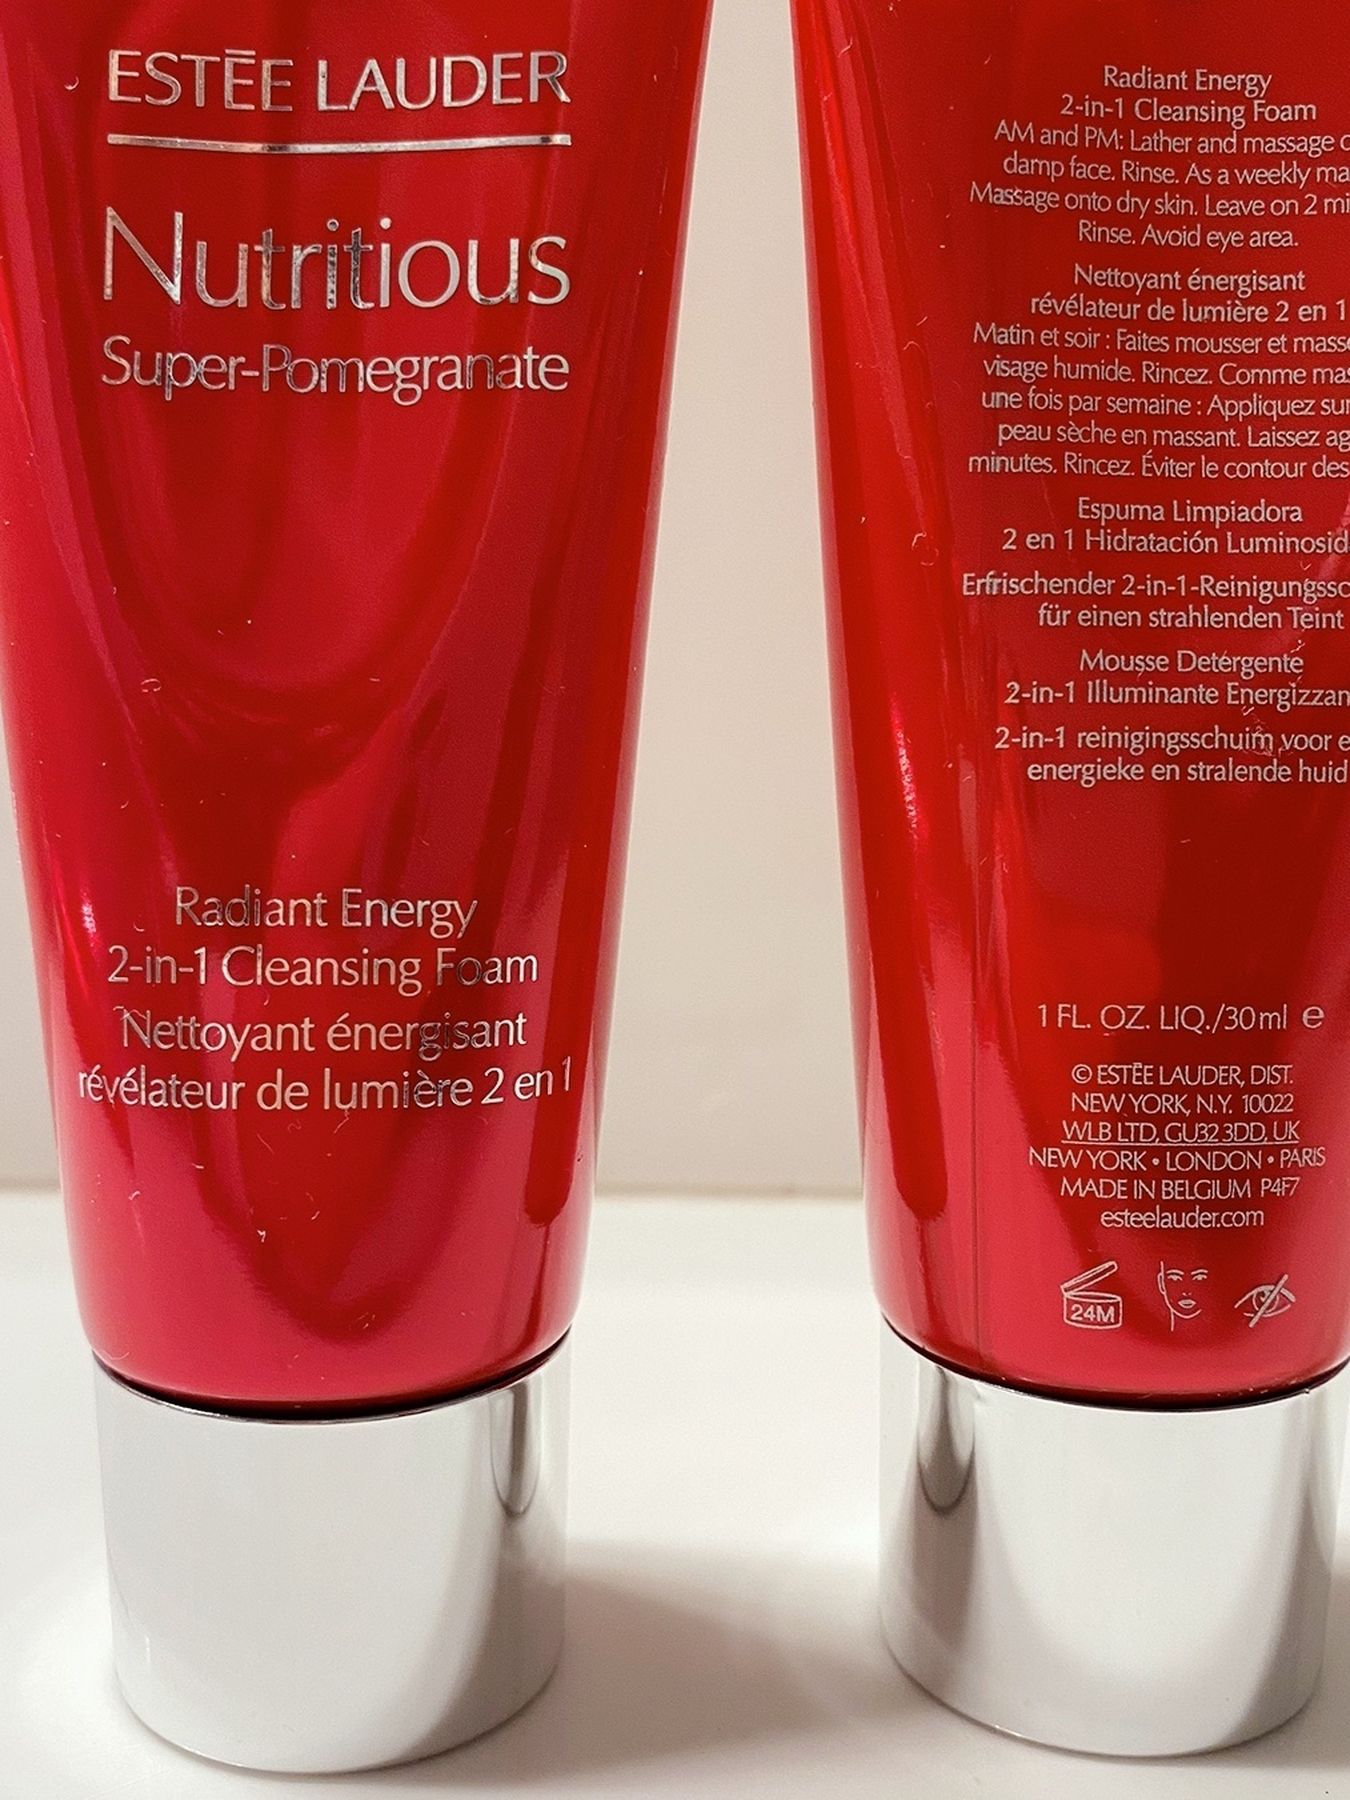 ESTĒE LAUDER
Nutritious
Super-Pomegranate
Radiant Energy
2-in-1 Cleansing Foam
Nettoyant énergisant
révélateur de lumière 2 en 1
Radiant Energy
2-in-1 Cleansing Foam
AM and PM: Lather and massage
damp face. Rinse. As a weekly
Massage onto dry skin. Leave on 2
Rinse. Avoid eye area.
Nettoyant énergisant
révélateur de lumière 2 en 1
Matin et soir : Faites mousser et
visage humide. Rincez. Comme
une fois par semaine : Appliquez
peau sèche en massant. Laissez
minutes. Rincez. Éviter le contour des
Espuma Limpiadora
2 en 1 Hidratación
Erfrischender
für einen strahlenden Teint
Mousse Detergente
2-in-1 Illuminante
2-in-1 reinigingsschuim voor
energieke en stralende huid
1 FL. OZ. LIQ./30 ml e
© ESTĒE LAUDER, DIST.
NEW YORK, N.Y. 10022
WLB LTD, GU32 3DD, UK
NEW YORK • LONDON • PARIS
MADE IN BELGIUM P4F7
esteelauder.com
24M